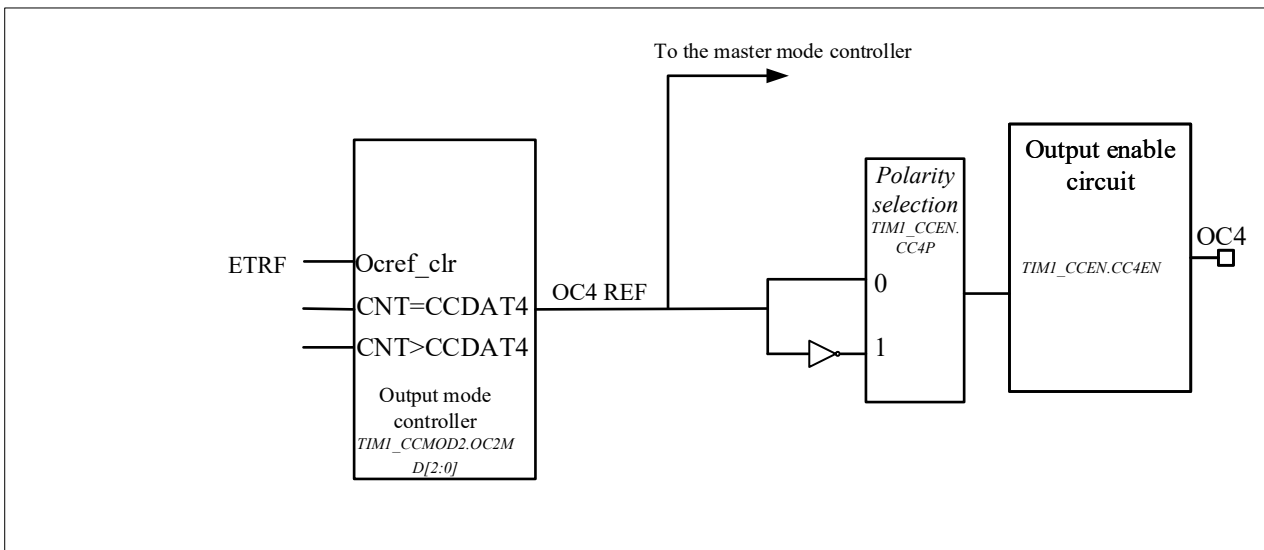 To the master mode controller
ETRF
Ocref_clr
CNT=CCDAT4
CNT>CCDAT4
Output mode
controller
TIM1_CCMOD2.OC2M
D[2:0]
OC4 REF
Polarity
selection
TIM1_CCEN.
CC4P
0
1
Output enable
circuit
TIM1_CCEN.CC4EN
OC4